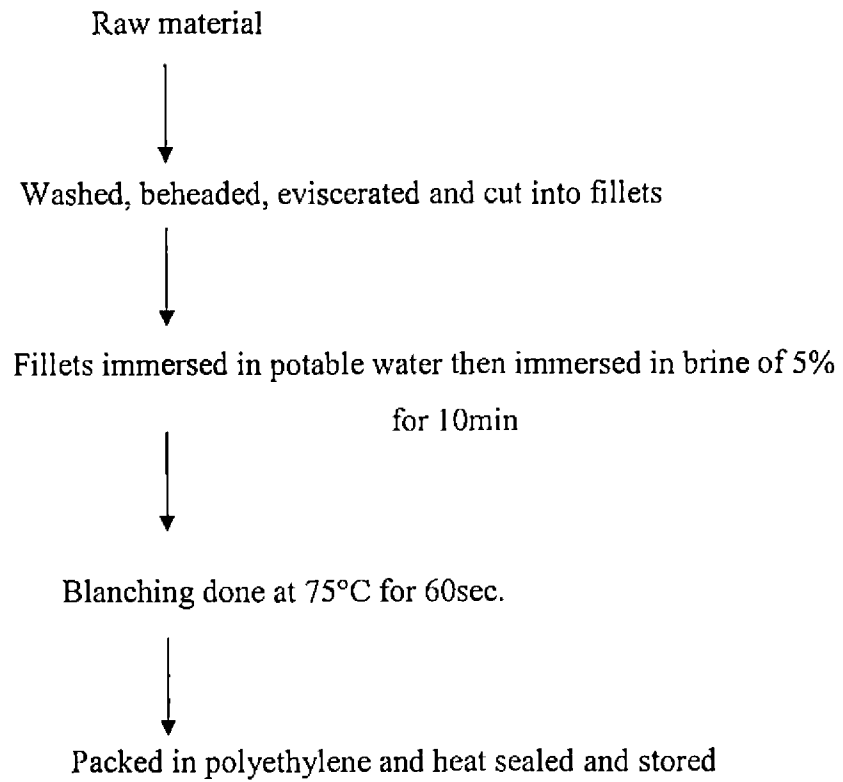 Raw material
Washed, beheaded, eviscerated and cut into fillets
Fillets immersed in potable water then immersed in brine of 5%
for 10min
Blanching done at 75°C for 60sec.
Packed in polyethylene and heat sealed and stored